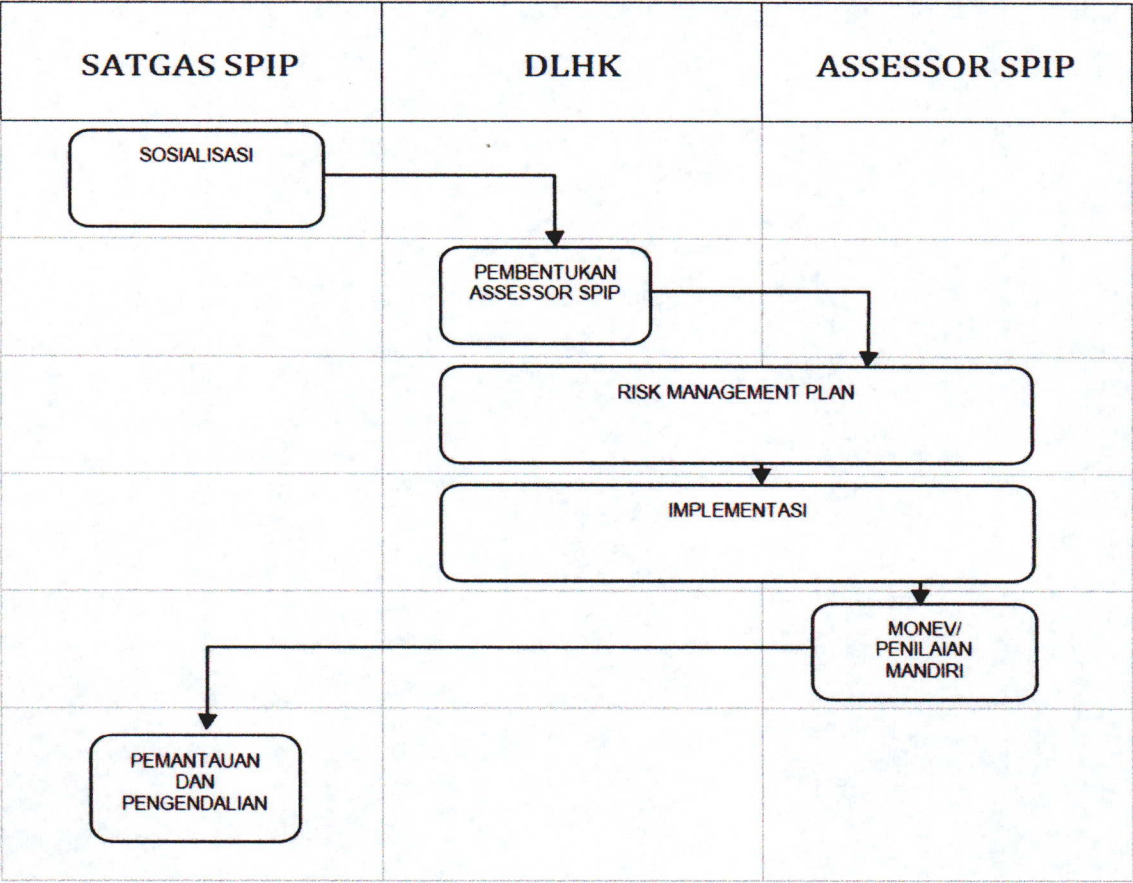 SATGAS SPIP
DLHK
ASSESSOR SPIP
SOSIALISASI
PEMBENTUKAN
ASSESSOR SPIP
RISK MANAGEMENT PLAN
IMPLEMENTASI
MONEV/
PENILAIAN
MANDIRI
PEMANTAUAN
DAN
PENGENDALIAN